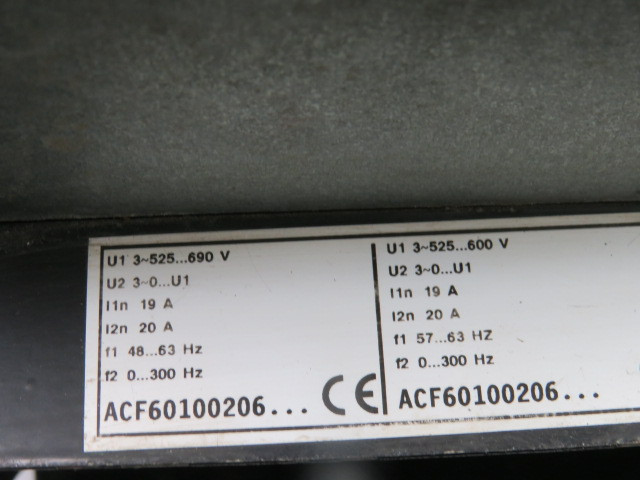 U1 3~525...690 V
U2 3~0...U1
I1n 19 A
I2n 20 A
f1 48...63 Hz
f2 0...300 Hz
ACF60100206... CE
U1 3~525...600 V
U2 3~0...U1
I1n 19 A
I2n 20 A
f1 57...63 HZ
f2 0...300 HZ
ACF60100206...